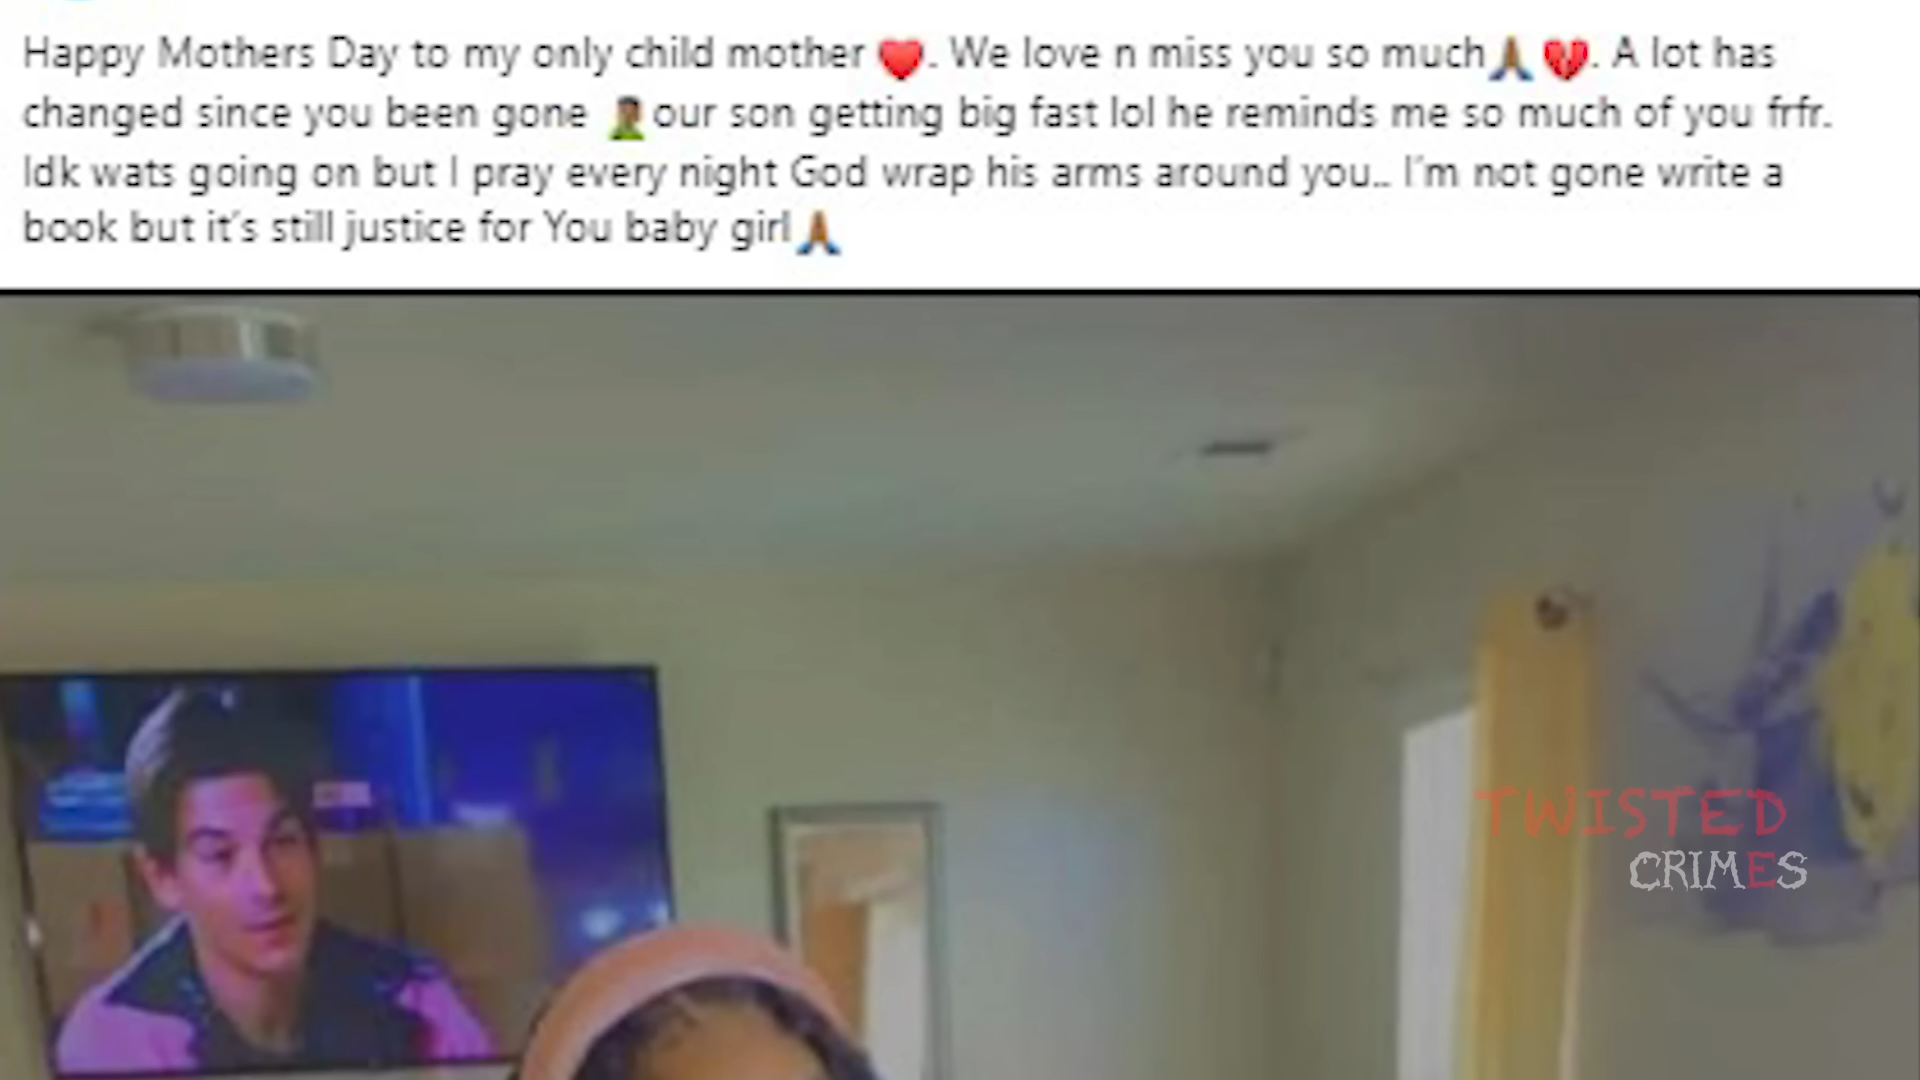 Happy Mothers Day to my only child mother ❤️. We love n miss you so much🙏🏾💔. A lot has
changed since you been gone 🤦🏾‍♂️our son getting big fast lol he reminds me so much of you frfr.
Idk wats going on but I pray every night God wrap his arms around you.. I'm not gone write a
book but it's still justice for You baby girl🙏🏾
TWISTED
CRIMES